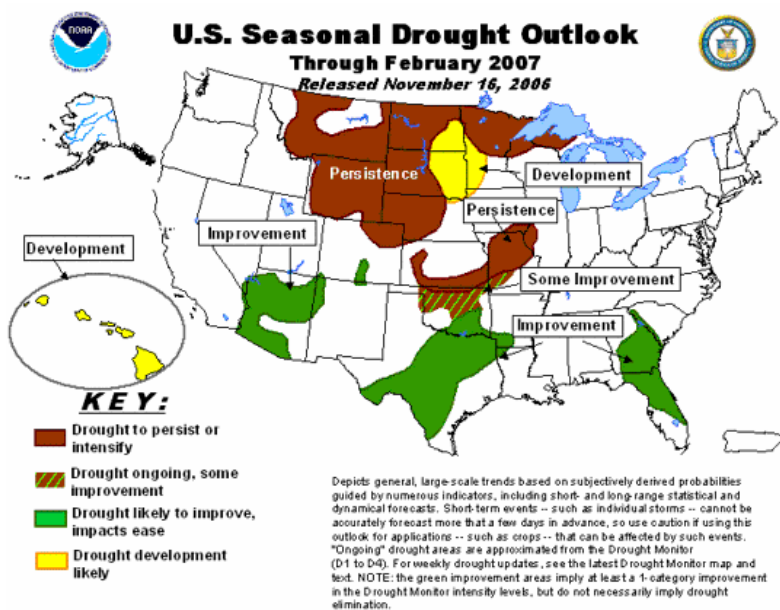 NOAA
U.S. Seasonal Drought Outlook
Through February 2007
Released November 16, 2006
Persistence
Development
Persistence
Improvement
Development
Some Improvement
Improvement
KEY:
Drought to persist or
intensify
Drought ongoing, some
improvement
Drought likely to improve,
impacts ease
Drought development
likely
Depicts general, large-scale trends based on subjectively derived probabilities
guided by numerous indicators, including short- and long-range statistical and
dynamical forecasts. Short-term events -- such as individual storms -- cannot be
accurately forecast more that a few days in advance, so use caution if using this
outlook for applications -- such as crops -- that can be affected by such events.
"Ongoing" drought areas are approximated from the Drought Monitor
(D1 to D4). For weekly drought updates, see the latest Drought Monitor map and
text. NOTE: the green improvement areas imply at least a 1-category improvement
in the Drought Monitor intensity levels, but do not necessarily imply drought
elimination.